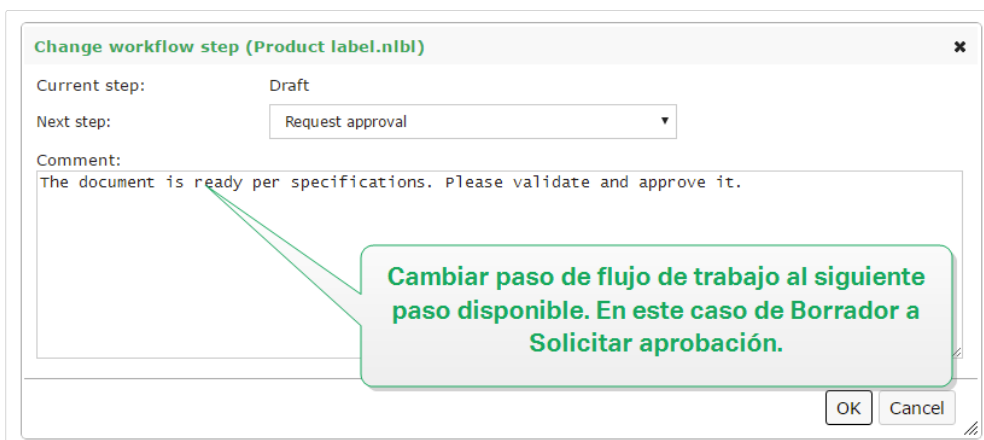 Change workflow step (Product label.nlbl)
Current step: Draft
Next step: Request approval
Comment:
The document is ready per specifications. Please validate and approve it.
Cambiar paso de flujo de trabajo al siguiente
paso disponible. En este caso de Borrador a
Solicitar aprobación.
OK Cancel